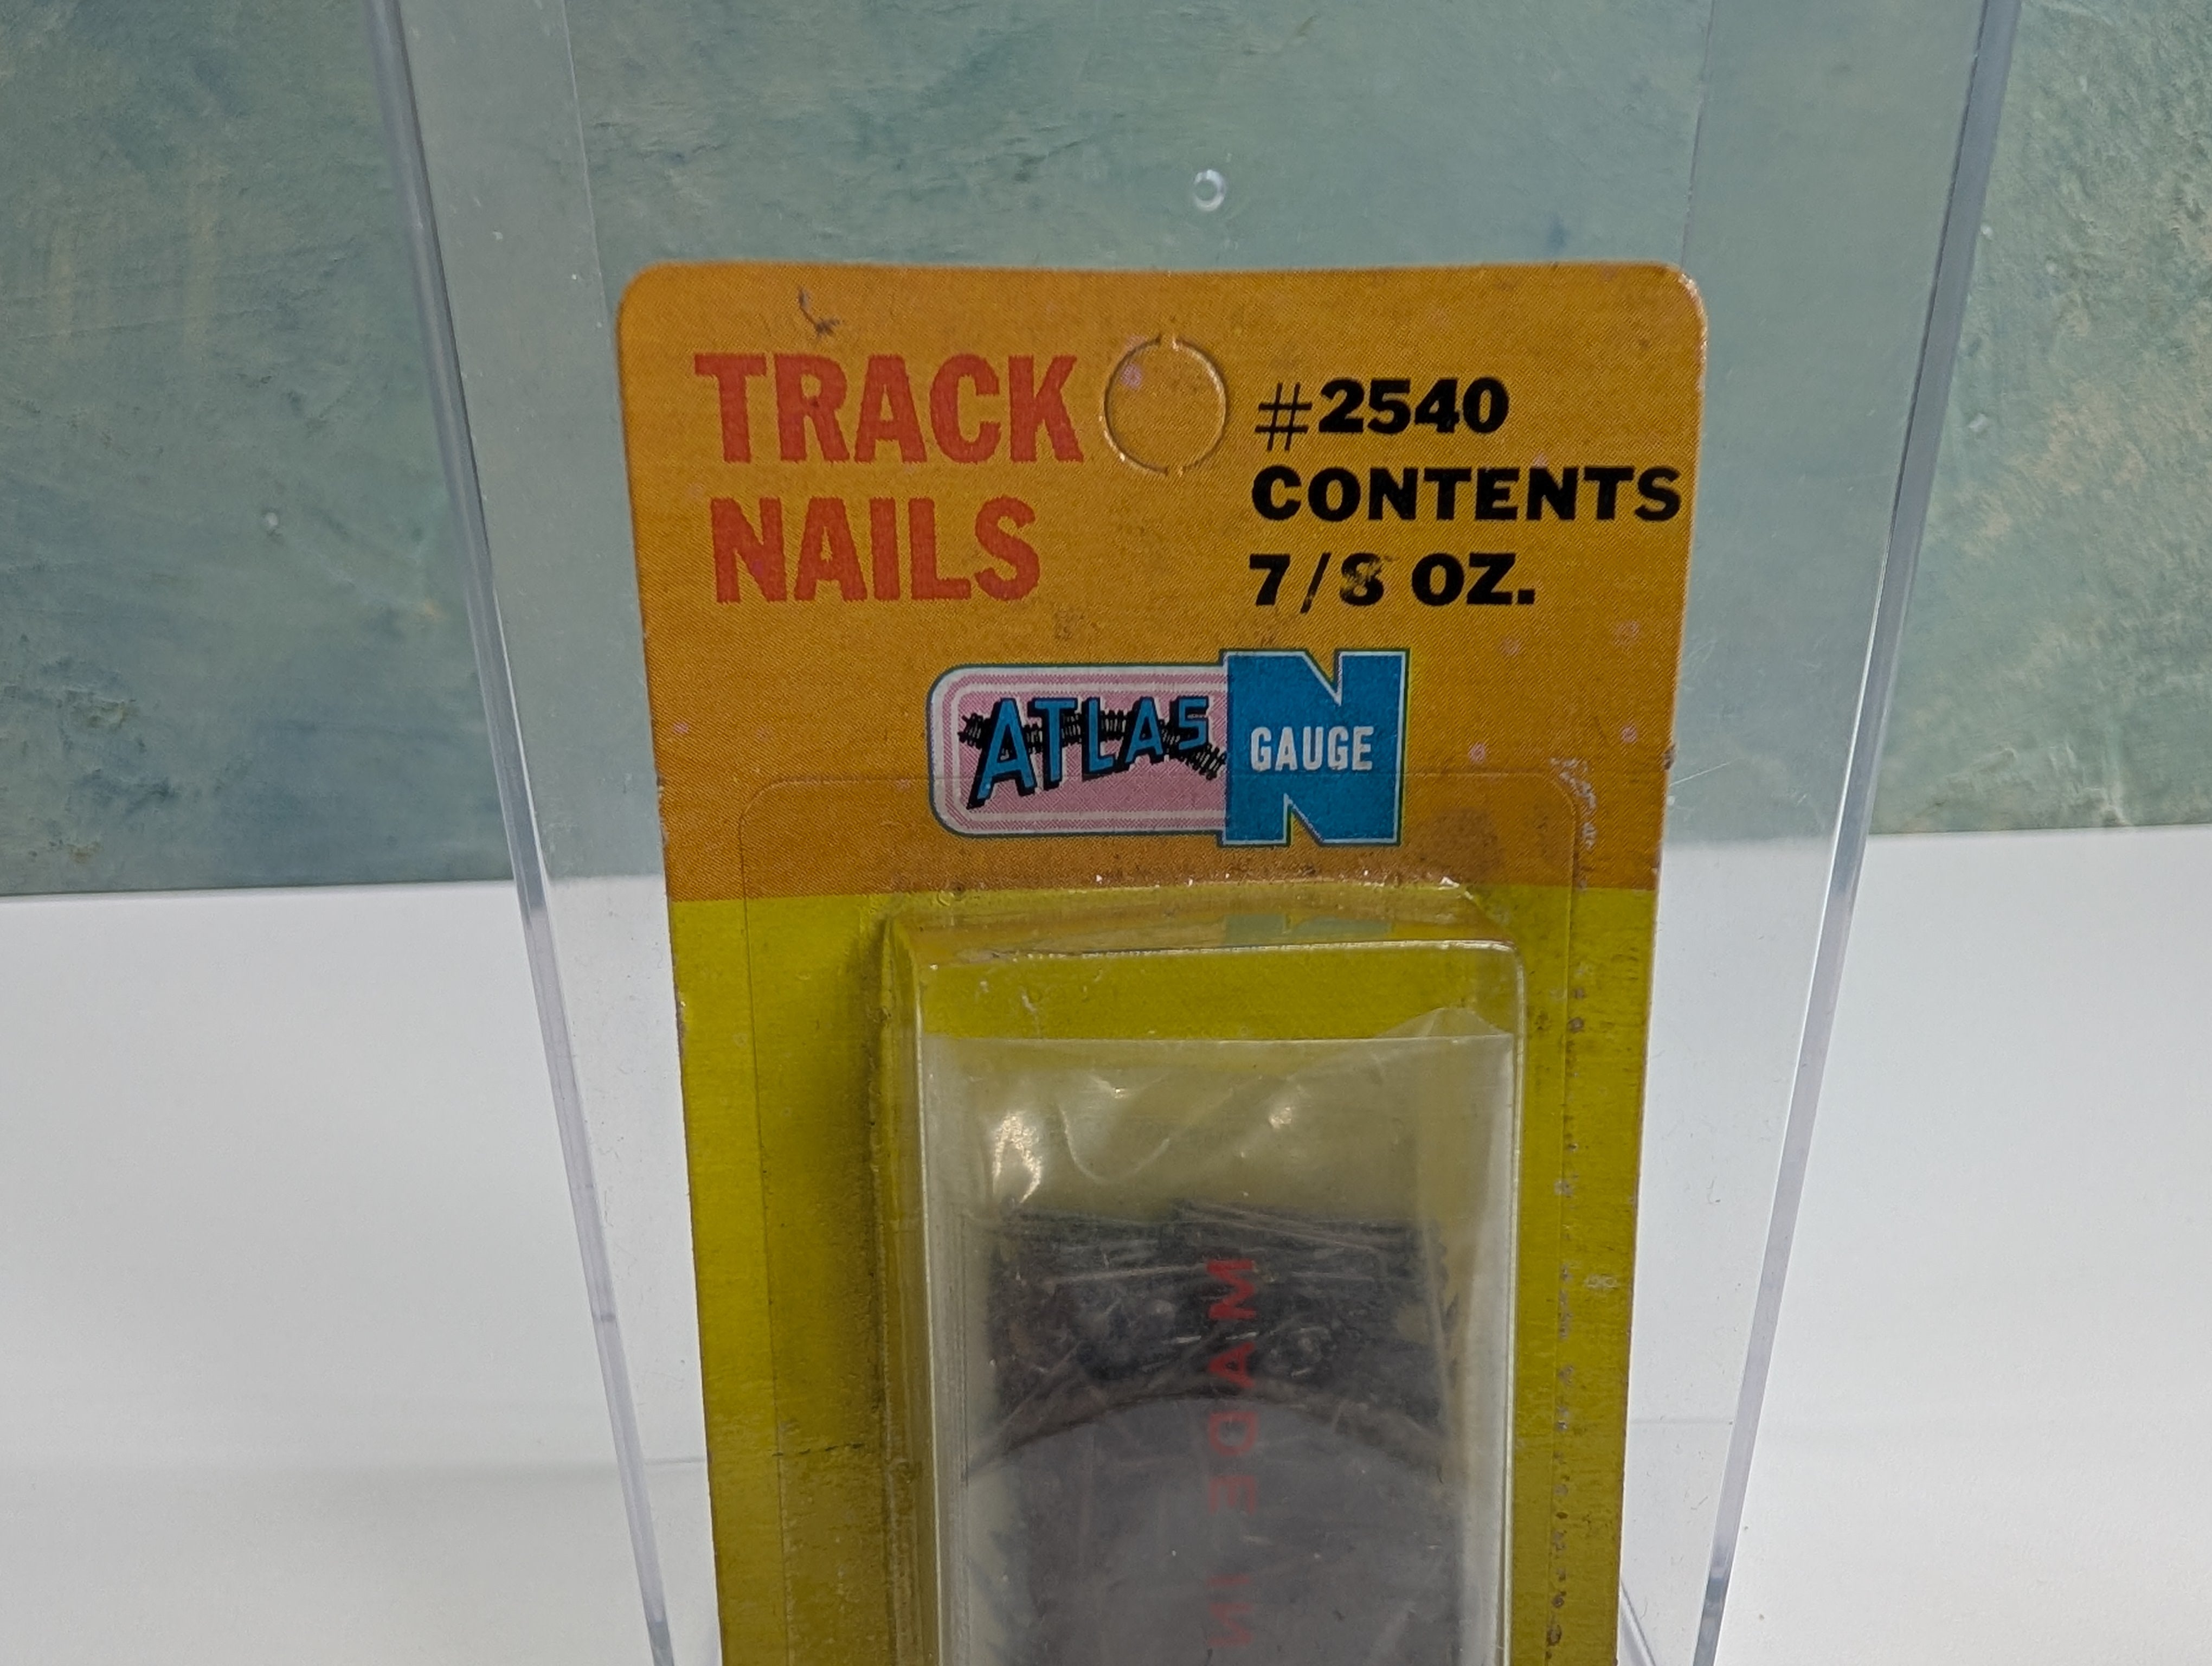 TRACK
NAILS
#2540
CONTENTS
7/8 OZ.
ATLAS
N
GAUGE
MADE IN